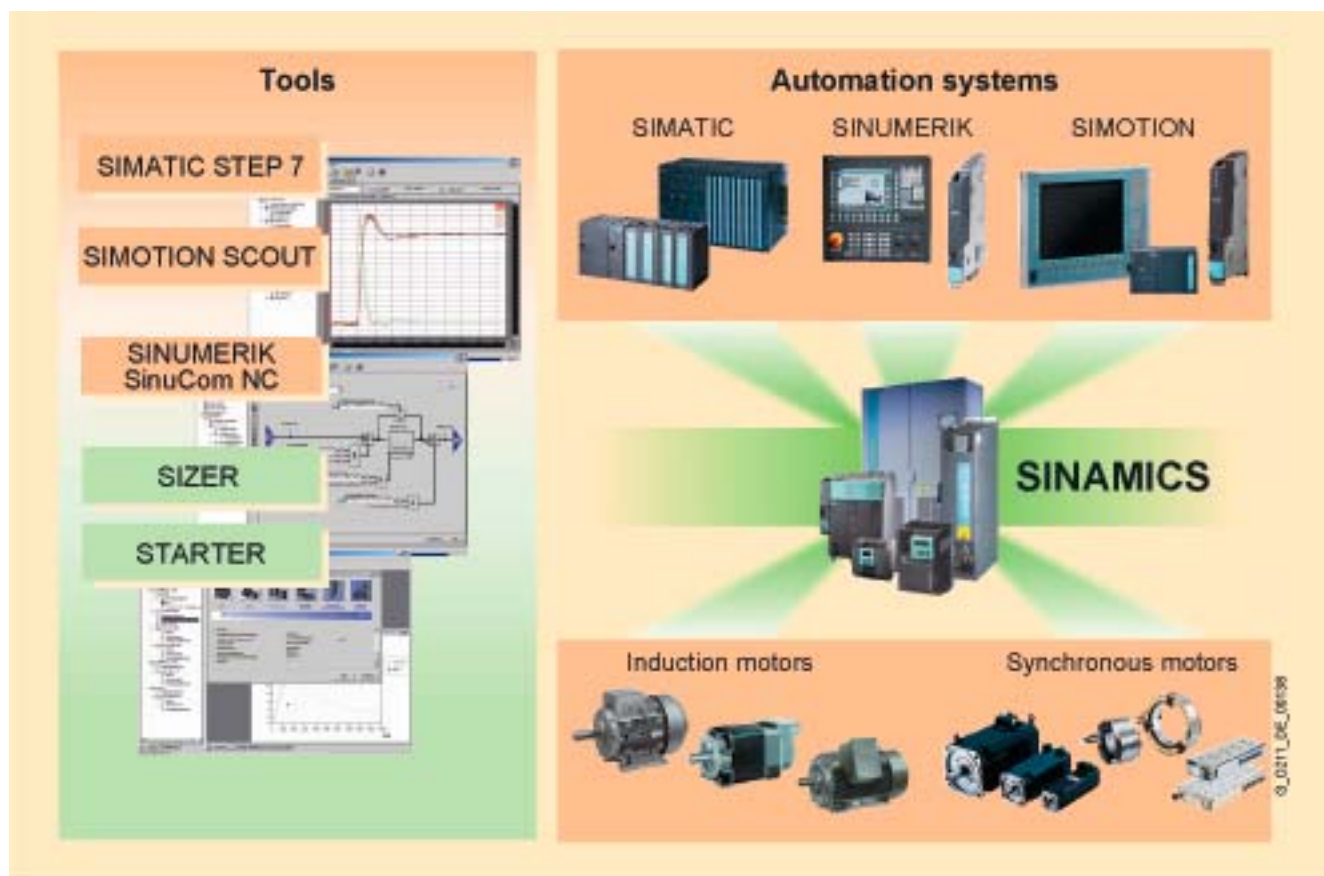 Tools
SIMATIC STEP 7
SIMOTION SCOUT
SINUMERIK
SinuCom NC
SIZER
STARTER
Automation systems
SIMATIC
SINUMERIK
SIMOTION
SINAMICS
Induction motors
Synchronous motors
G_D211_DE_00138